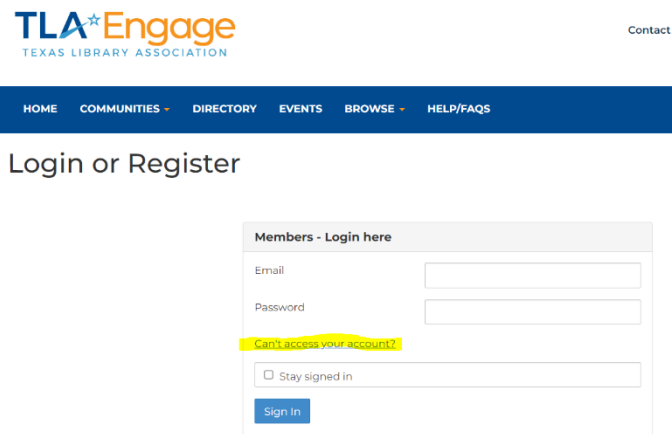 TLA Engage
TEXAS LIBRARY ASSOCIATION
Contact
HOME COMMUNITIES DIRECTORY EVENTS BROWSE HELP/FAQS
Login or Register
Members - Login here
Email
Password
Can't access your account?
Stay signed in
Sign In